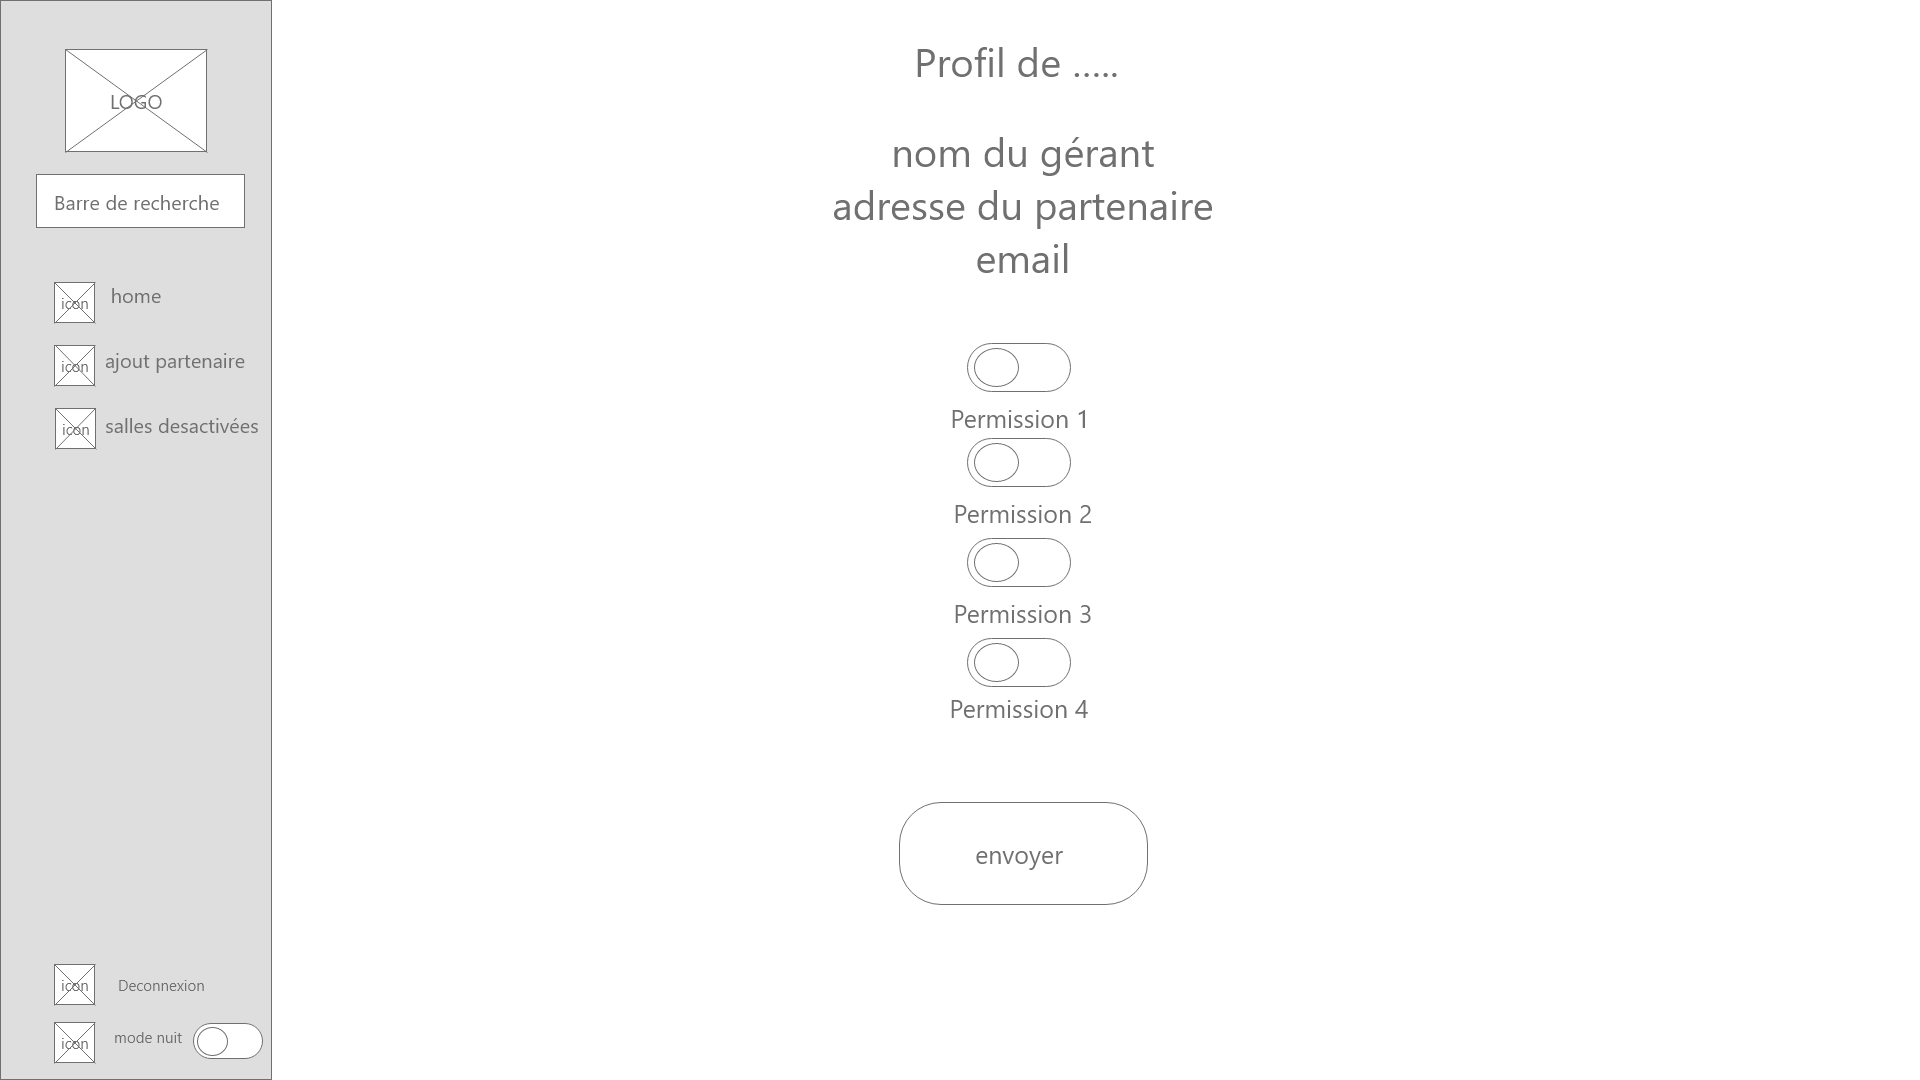 LOGO
Barre de recherche
icon home
icon ajout partenaire
icon salles desactivées
icon Deconnexion
icon mode nuit
Profil de .....
nom du gérant
adresse du partenaire
email
Permission 1
Permission 2
Permission 3
Permission 4
envoyer